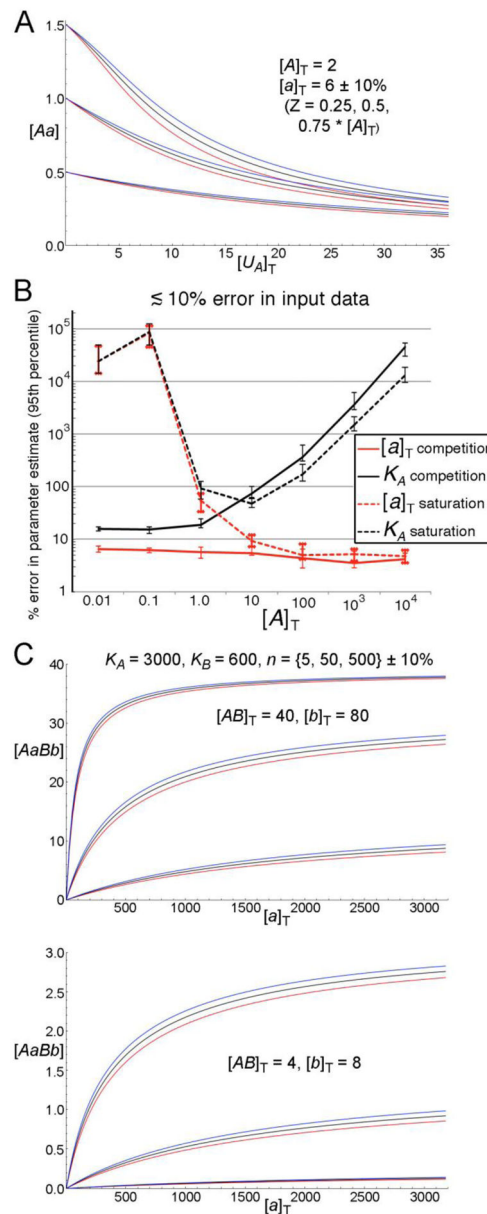 A
[A]T = 2
[a]T = 6 ± 10%
(Z = 0.25, 0.5,
0.75 * [A]T)
1.5
1.0
[Aa]
0.5
0.0
5 10 15 20 25 30 35
[UA]T
B
≲ 10% error in input data
% error in parameter estimate (95th percentile)
10^5
10^4
10^3
100
10
1
[a]T competition
KA competition
[a]T saturation
KA saturation
0.01 0.1 1.0 10 100 10^3 10^4
[A]T
C
KA = 3000, KB = 600, n = {5, 50, 500} ± 10%
[AB]T = 40, [b]T = 80
40
30
[AaBb]
20
10
0
500 1000 1500 2000 2500 3000
[a]T
3.0
2.5
2.0
[AaBb]
1.5
[AB]T = 4, [b]T = 8
1.0
0.5
0.0
500 1000 1500 2000 2500 3000
[a]T